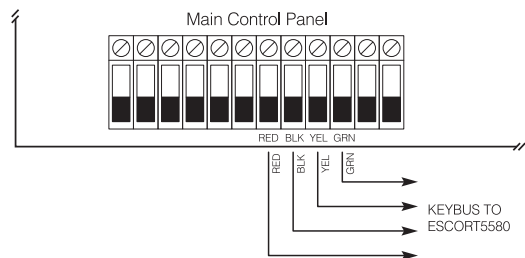 Main Control Panel
RED BLK YEL GRN
RED
BLK
YEL
GRN
KEYBUS TO
ESCORT5580